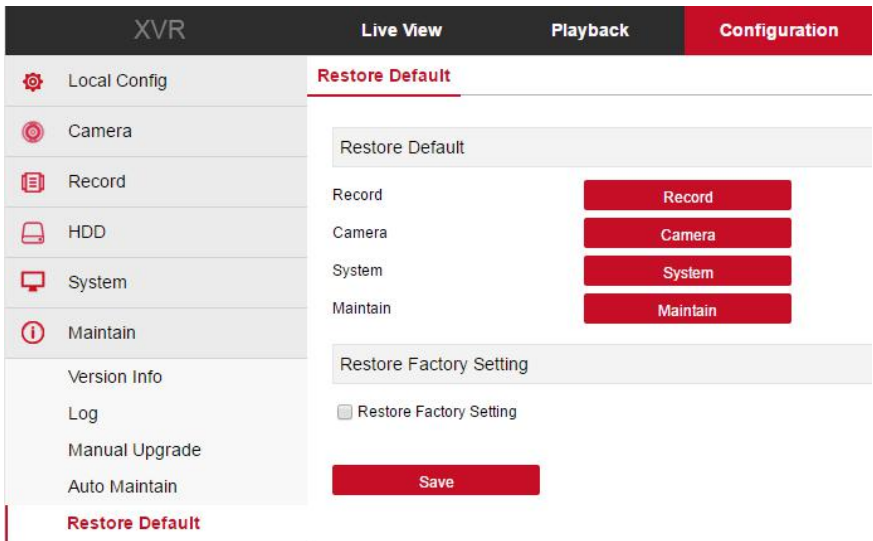 XVR
Live View
Playback
Configuration
Local Config
Camera
Record
HDD
System
Maintain
Version Info
Log
Manual Upgrade
Auto Maintain
Restore Default
Restore Default
Restore Default
Record Record
Camera Camera
System System
Maintain Maintain
Restore Factory Setting
Restore Factory Setting
Save